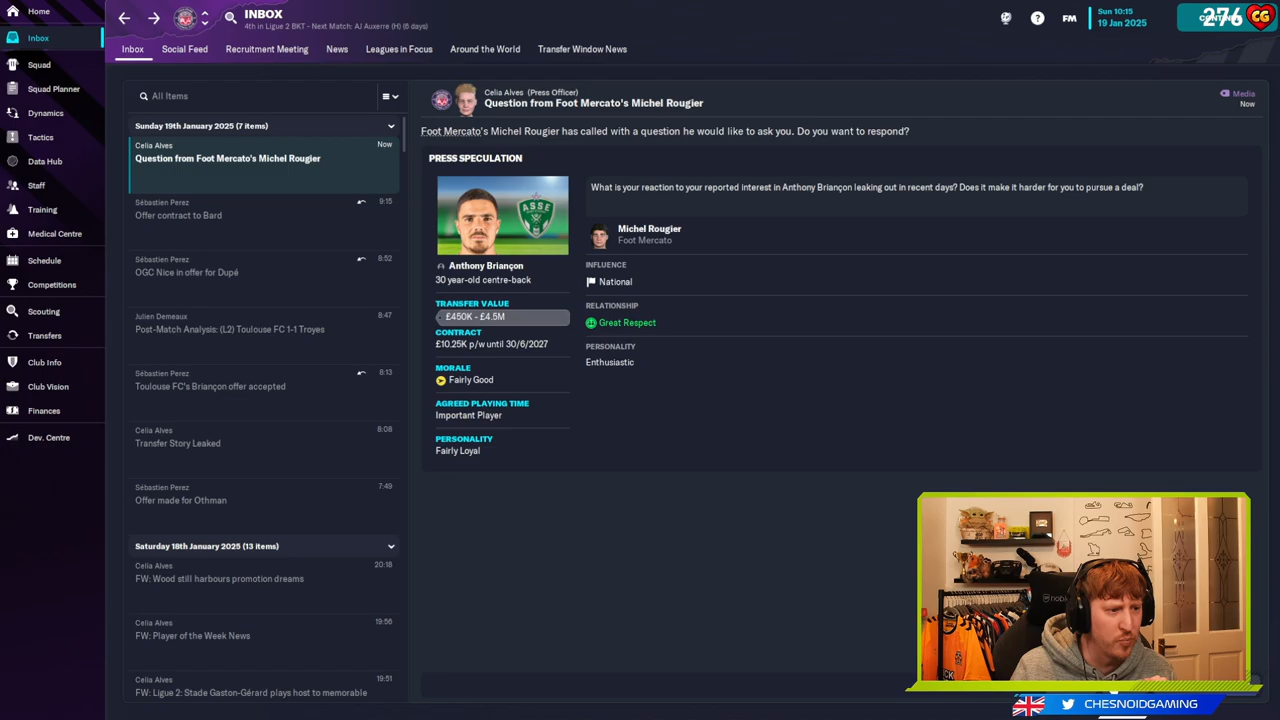 Home
Inbox
Squad
Squad Planner
Dynamics
Tactics
Data Hub
Staff
Training
Medical Centre
Schedule
Competitions
Scouting
Transfers
Club Info
Club Vision
Finances
Dev. Centre
INBOX
4th in Ligue 2 BKT - Next Match: AJ Auxerre (H) (6 days)
FM
Sun 10:15
19 Jan 2025
276
CG
Inbox
Social Feed
Recruitment Meeting
News
Leagues in Focus
Around the World
Transfer Window News
All Items
Sunday 19th January 2025 (7 items)
Celia Alves Now
Question from Foot Mercato's Michel Rougier
Sébastien Perez 9:15
Offer contract to Bard
Sébastien Perez 8:52
OGC Nice in offer for Dupé
Julien Demeaux 8:47
Post-Match Analysis: (L2) Toulouse FC 1-1 Troyes
Sébastien Perez 8:13
Toulouse FC's Briançon offer accepted
Celia Alves 8:08
Transfer Story Leaked
Sébastien Perez 7:49
Offer made for Othman
Saturday 18th January 2025 (13 items)
Celia Alves 20:18
FW: Wood still harbours promotion dreams
Celia Alves 19:56
FW: Player of the Week News
Celia Alves 19:51
FW: Ligue 2: Stade Gaston-Gérard plays host to memorable
Celia Alves (Press Officer)
Question from Foot Mercato's Michel Rougier
Media
Now
Foot Mercato's Michel Rougier has called with a question he would like to ask you. Do you want to respond?
PRESS SPECULATION
ASSE
Anthony Briançon
30 year-old centre-back
TRANSFER VALUE
£450K - £4.5M
CONTRACT
£10.25K p/w until 30/6/2027
MORALE
Fairly Good
AGREED PLAYING TIME
Important Player
PERSONALITY
Fairly Loyal
What is your reaction to your reported interest in Anthony Briançon leaking out in recent days? Does it make it harder for you to pursue a deal?
Michel Rougier
Foot Mercato
INFLUENCE
National
RELATIONSHIP
Great Respect
PERSONALITY
Enthusiastic
CHESNOIDGAMING